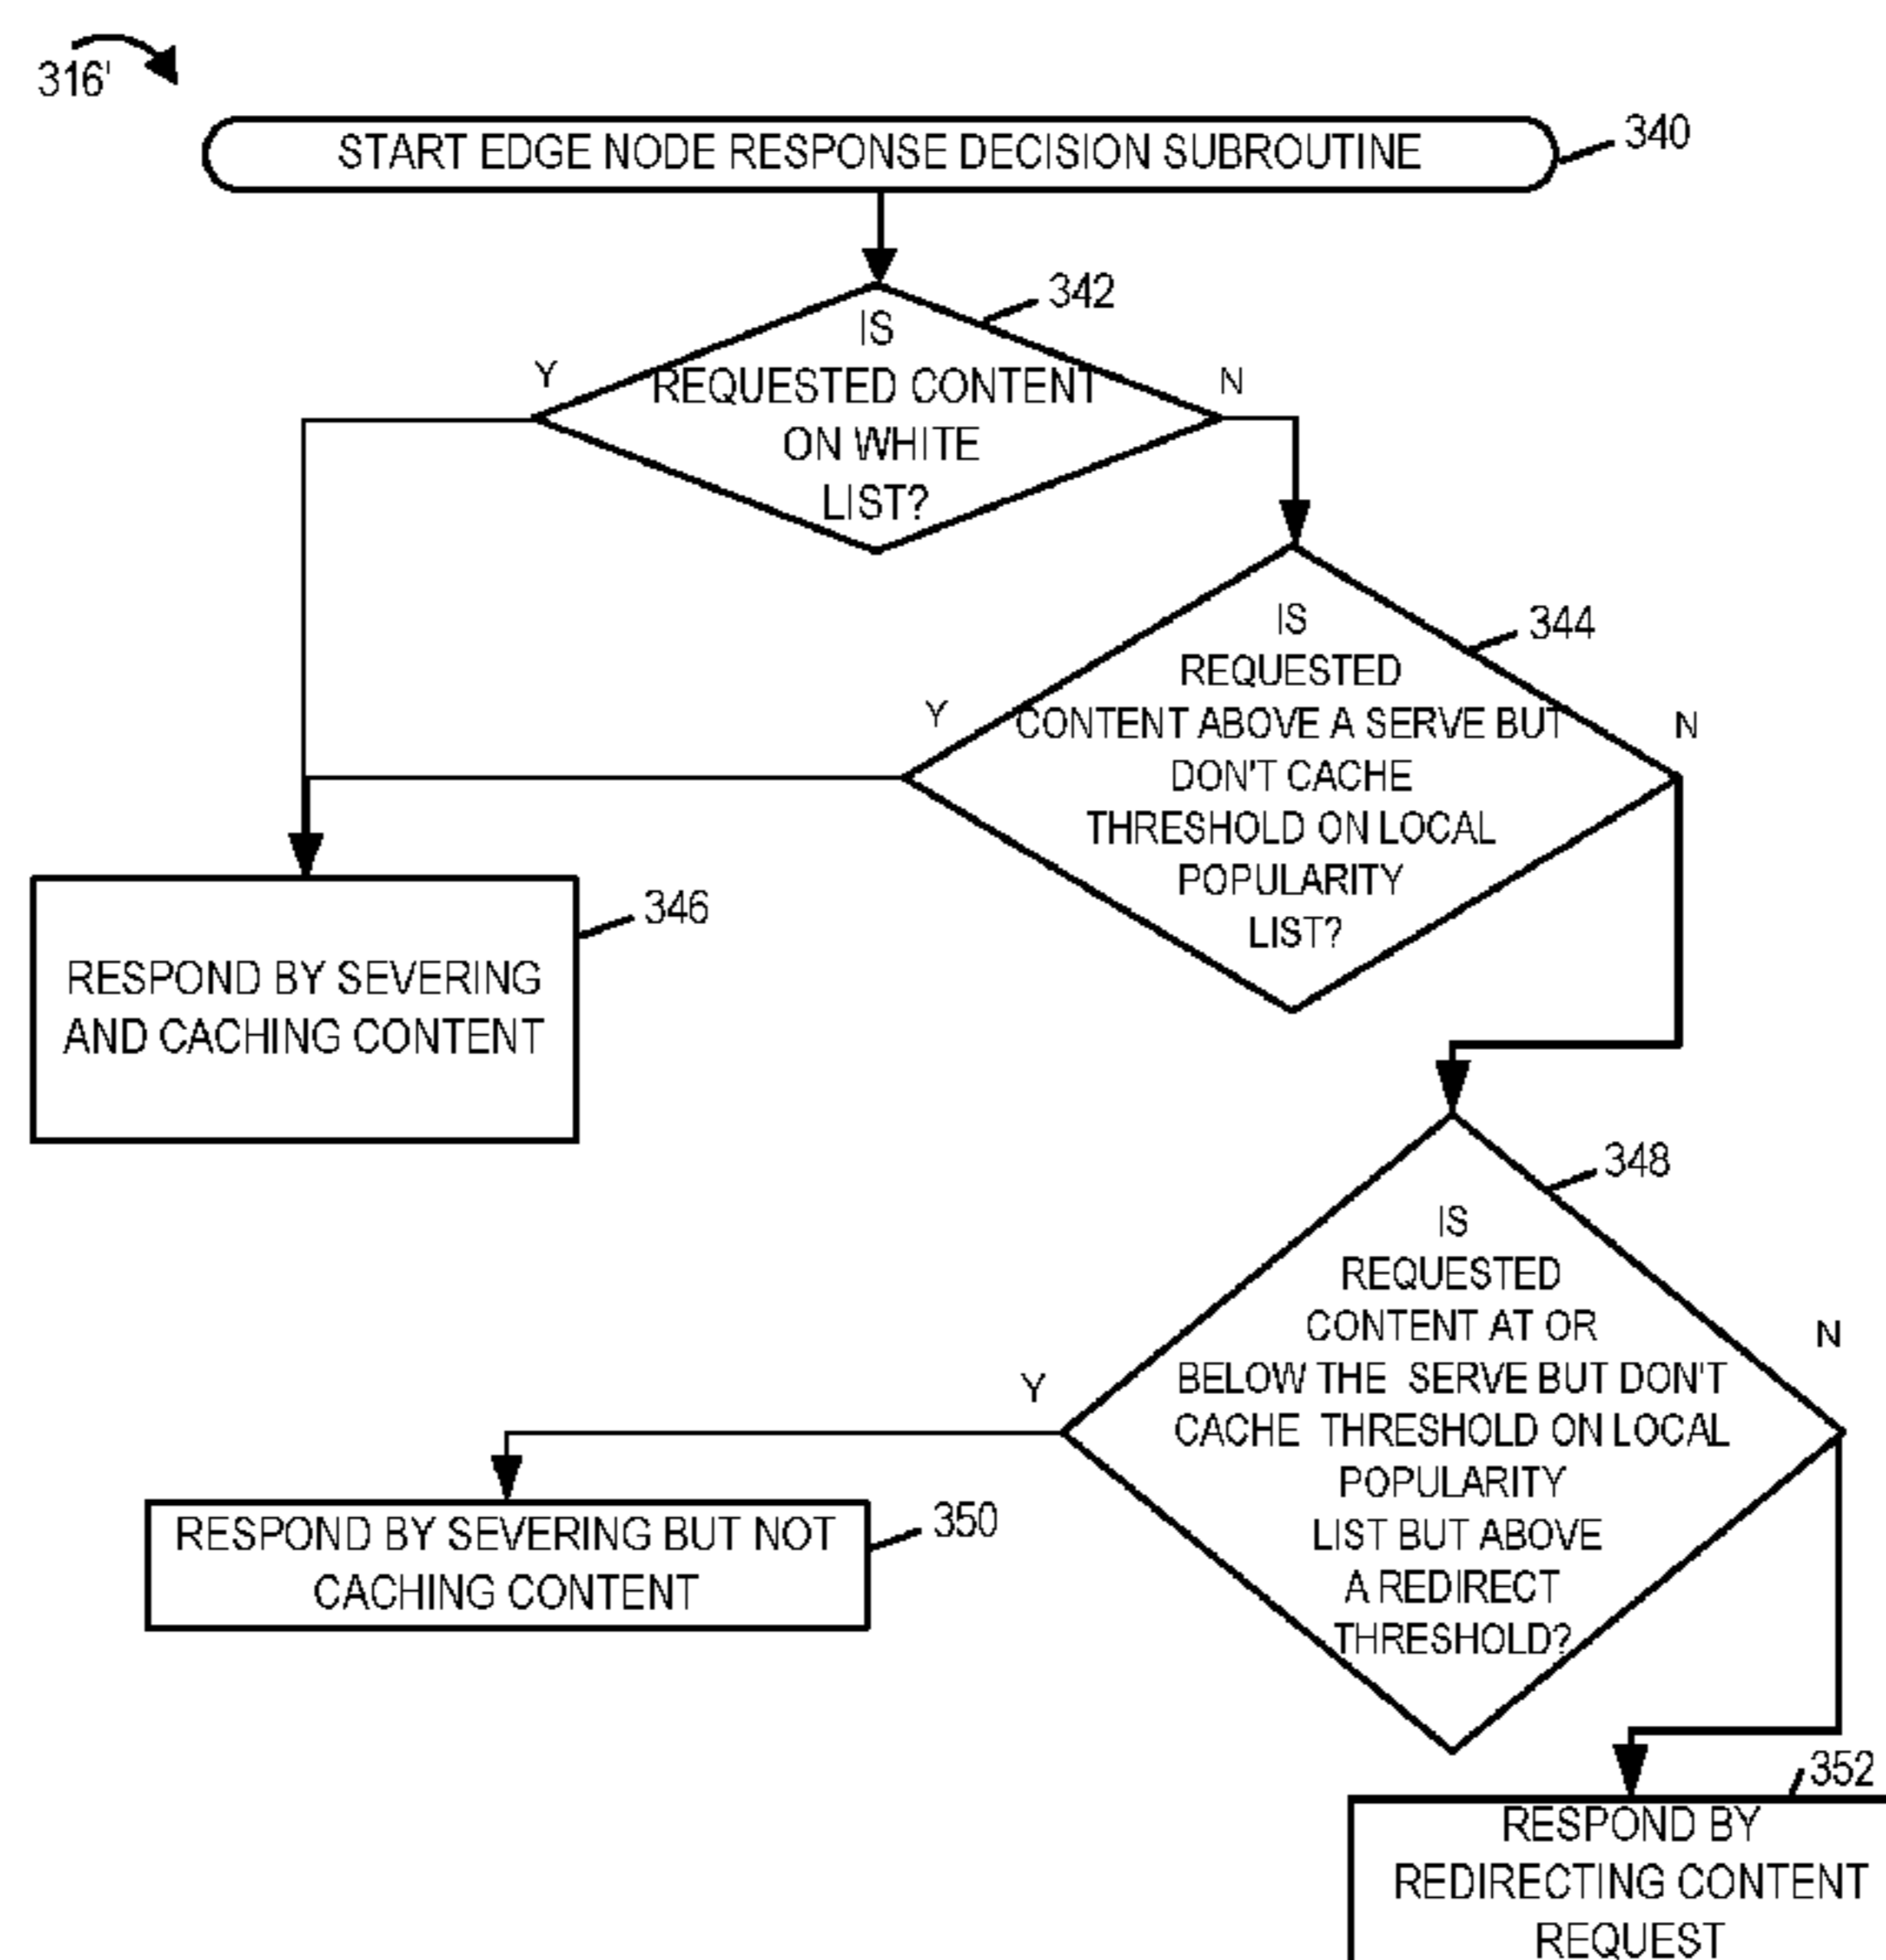 316'
START EDGE NODE RESPONSE DECISION SUBROUTINE
340
342
IS
REQUESTED CONTENT
ON WHITE
LIST?
Y
N
344
IS
REQUESTED
CONTENT ABOVE A SERVE BUT
DON'T CACHE
THRESHOLD ON LOCAL
POPULARITY
LIST?
Y
N
346
RESPOND BY SEVERING
AND CACHING CONTENT
348
IS
REQUESTED
CONTENT AT OR
BELOW THE SERVE BUT DON'T
CACHE THRESHOLD ON LOCAL
POPULARITY
LIST BUT ABOVE
A REDIRECT
THRESHOLD?
Y
N
350
RESPOND BY SEVERING BUT NOT
CACHING CONTENT
352
RESPOND BY
REDIRECTING CONTENT
REQUEST